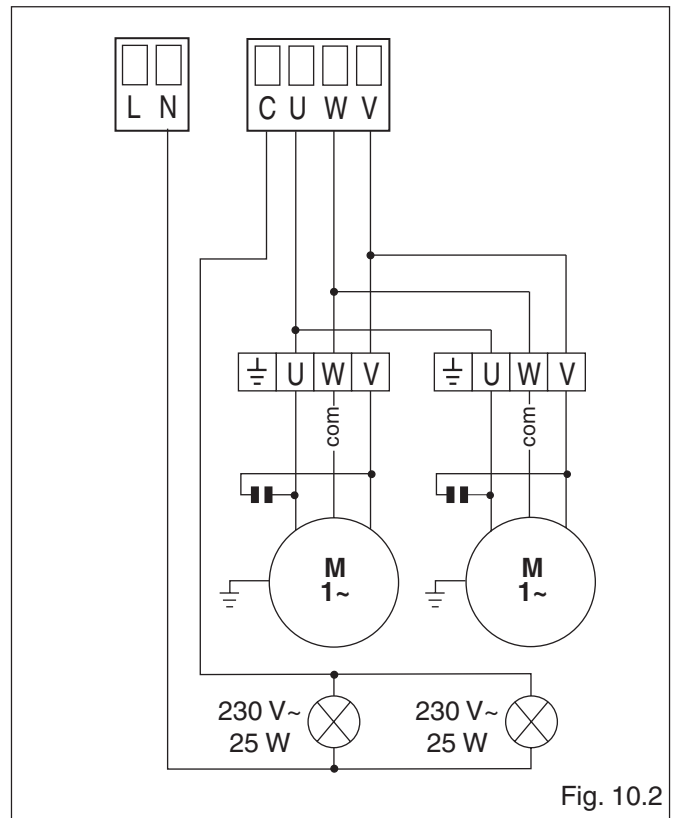 L N C U W V
U W V U W V
com com
M M
1~ 1~
230 V~ 230 V~
25 W 25 W
Fig. 10.2